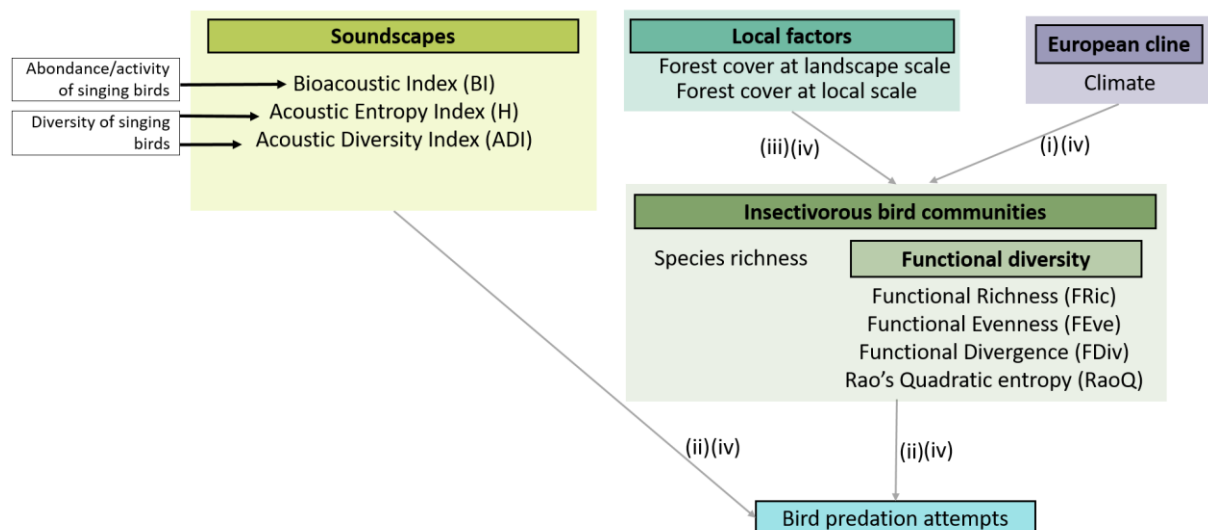 Soundscapes
Abondance/activity
of singing birds
Diversity of singing
birds
Bioacoustic Index (BI)
Acoustic Entropy Index (H)
Acoustic Diversity Index (ADI)
Local factors
Forest cover at landscape scale
Forest cover at local scale
European cline
Climate
(iii)(iv)
(i)(iv)
Insectivorous bird communities
Species richness
Functional diversity
Functional Richness (FRic)
Functional Evenness (FEve)
Functional Divergence (FDiv)
Rao's Quadratic entropy (RaoQ)
(ii)(iv)
(ii)(iv)
Bird predation attempts